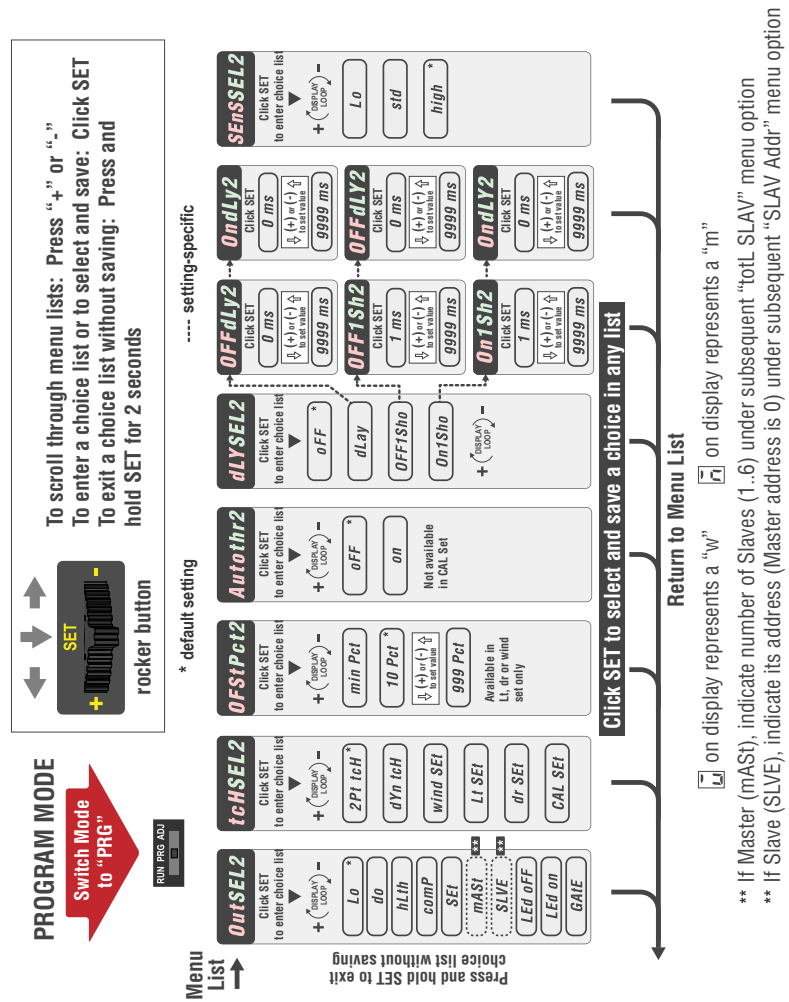 PROGRAM MODE
Switch Mode
to “PRG”
RUN PRG ADJ
+
SET
-
rocker button
To scroll through menu lists: Press “+” or “-”
To enter a choice list or to select and save: Click SET
To exit a choice list without saving: Press and
hold SET for 2 seconds
* default setting
---- setting-specific
Menu
List
Press and hold SET to exit
choice list without saving
OutSEL2
Click SET
to enter choice list
+ (DISPLAY LOOP) -
Lo *
do
hLth
comP
SEt
mASt **
SLVE **
LEd oFF
LEd on
GAtE
tcHSEL2
Click SET
to enter choice list
+ (DISPLAY LOOP) -
2Pt tcH *
dYn tcH
wind SEt
Lt SEt
dr SEt
CAL SEt
OFStPct2
Click SET
to enter choice list
+ (DISPLAY LOOP) -
min Pct
10 Pct *
(+) or (-)
to set value
999 Pct
Available in
Lt, dr or wind
set only
Autothr2
Click SET
to enter choice list
+ (DISPLAY LOOP) -
oFF *
on
Not available
in CAL Set
dLYSEL2
Click SET
to enter choice list
oFF *
dLay
OFF1Sho
On1Sho
+ (DISPLAY LOOP) -
OFFdLy2
Click SET
0 ms
(+) or (-)
to set value
9999 ms
OndLy2
Click SET
0 ms
(+) or (-)
to set value
9999 ms
OFF1Sh2
Click SET
1 ms
(+) or (-)
to set value
9999 ms
OFFdLY2
Click SET
0 ms
(+) or (-)
to set value
9999 ms
On1Sh2
Click SET
1 ms
(+) or (-)
to set value
9999 ms
OndLY2
Click SET
0 ms
(+) or (-)
to set value
9999 ms
SEnSSEL2
Click SET
to enter choice list
+ (DISPLAY LOOP) -
Lo
std
high *
Click SET to select and save a choice in any list
Return to Menu List
on display represents a “w”
on display represents a “m”
** If Master (mASt), indicate number of Slaves (1..6) under subsequent “totL SLAV” menu option
** If Slave (SLVE), indicate its address (Master address is 0) under subsequent “SLAV Addr” menu option